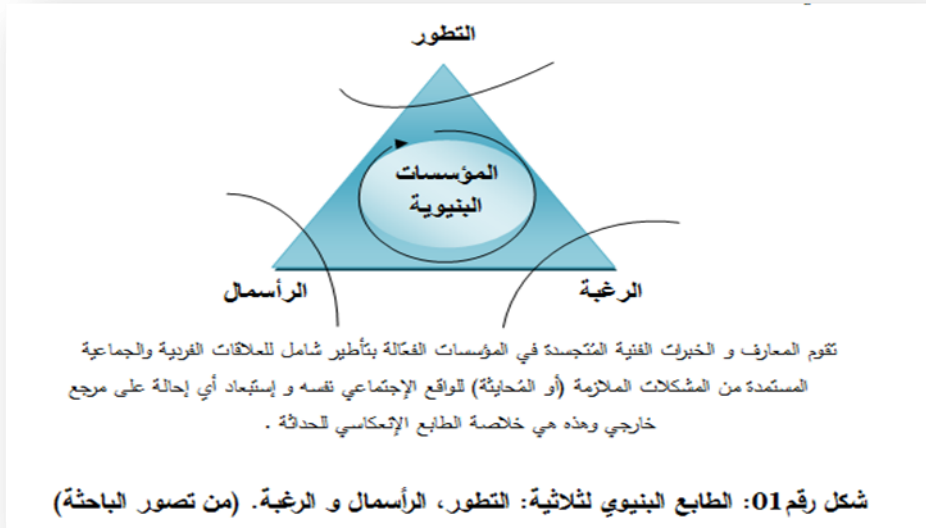 التطور
المؤسسات
البنيوية
الرأسمال
الرغبة
تقوم المعارف و الخبرات الفنية المُتجسدة في المؤسسات الفعّالة بتأطير شامل للعلاقات الفردية والجماعية
المستمدة من المشكلات الملازمة (أو المُحايثة) للواقع الإجتماعي نفسه و إستبعاد أي إحالة على مرجع
خارجي وهذه هي خلاصة الطابع الإنعكاسي للحداثة .
شكل رقم01: الطابع البنيوي لثلاثية: التطور، الرأسمال و الرغبة. (من تصور الباحثة)